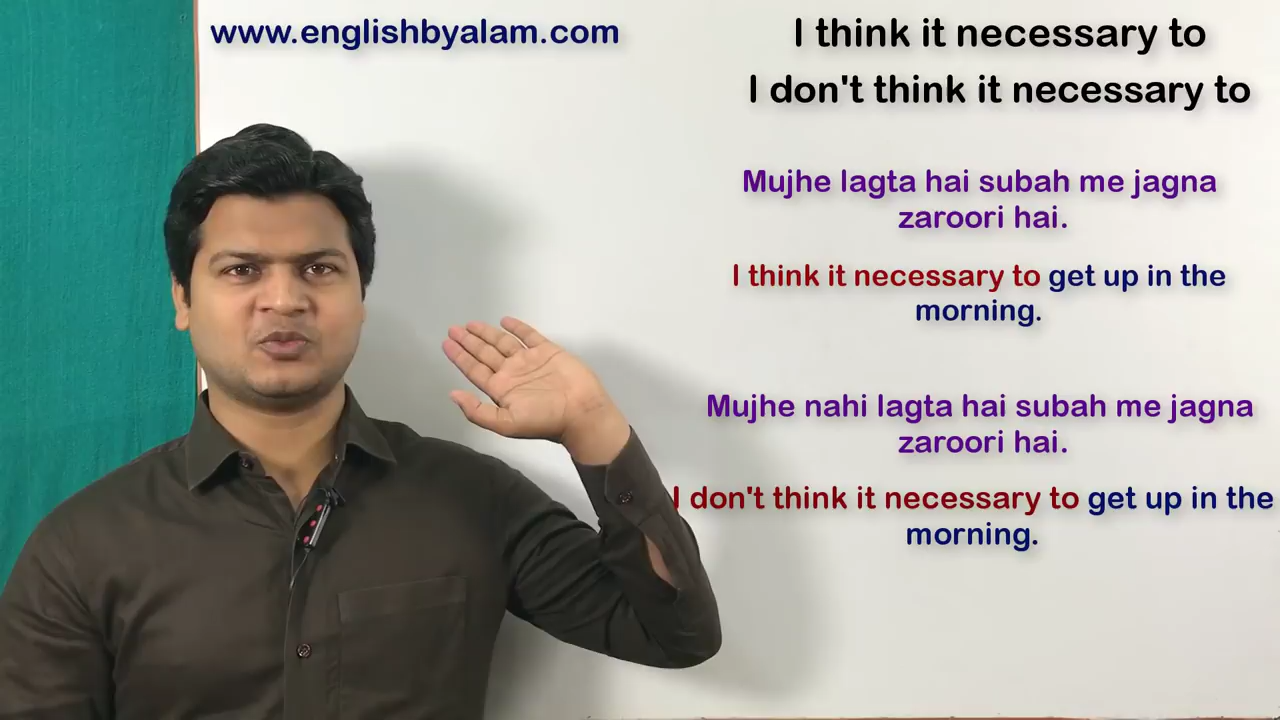 www.englishbyalam.com
I think it necessary to
I don't think it necessary to
Mujhe lagta hai subah me jagna
zaroori hai.
I think it necessary to get up in the
morning.
Mujhe nahi lagta hai subah me jagna
zaroori hai.
I don't think it necessary to get up in the
morning.